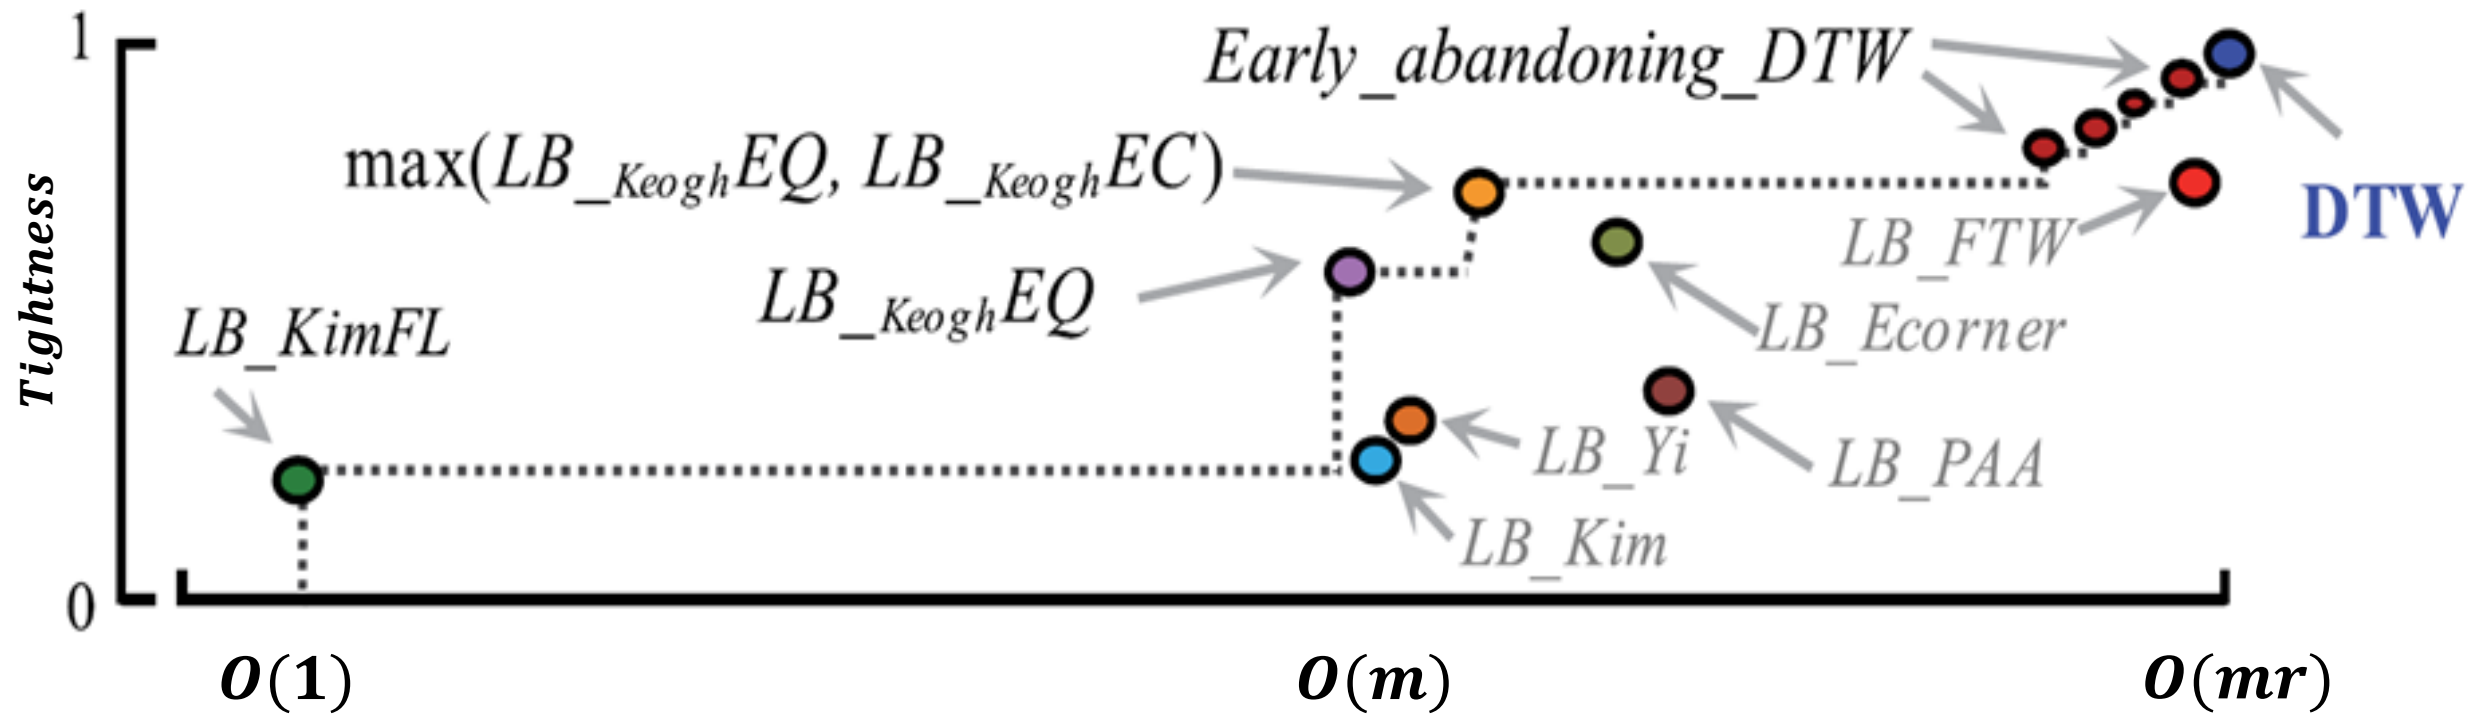 1
Early_abandoning_DTW
max(LB_KeoghEQ, LB_KeoghEC)
DTW
LB_FTW
LB_KeoghEQ
LB_Ecorner
LB_KimFL
Tightness
LB_Yi
LB_PAA
LB_Kim
0
O(1)
O(m)
O(mr)